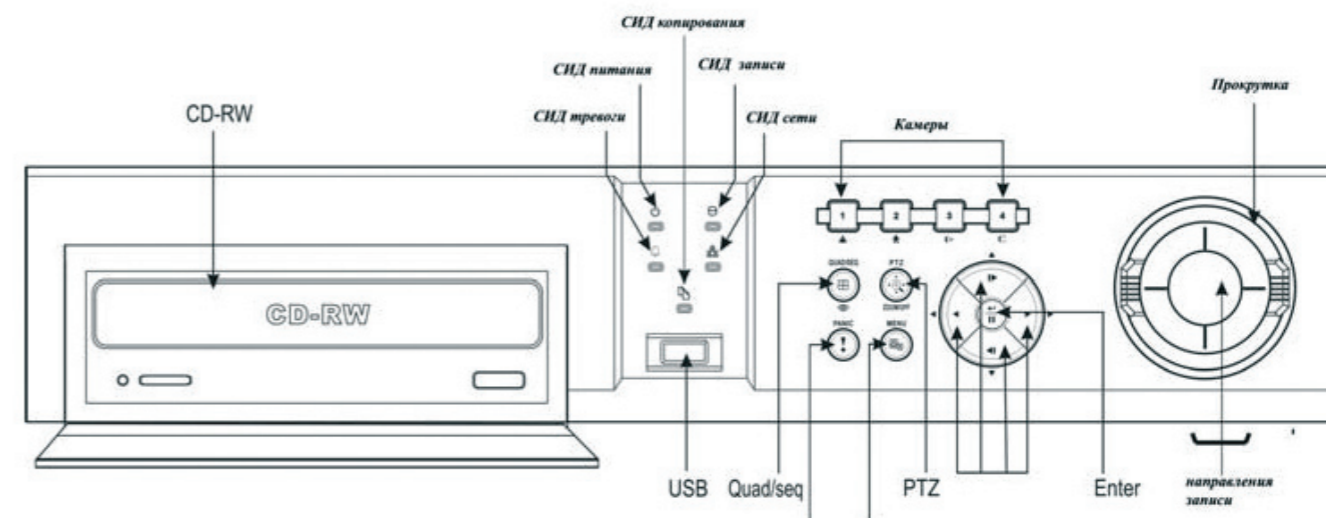 СИД копирования
СИД питания
СИД записи
СИД тревоги
СИД сети
Камеры
Прокрутка
CD-RW
1 2 3 4
CD-RW
QUAD/SEQ
PTZ
ZOOM/FF
PANIC
MENU
USB
Quad/seq
PTZ
Enter
направления
записи